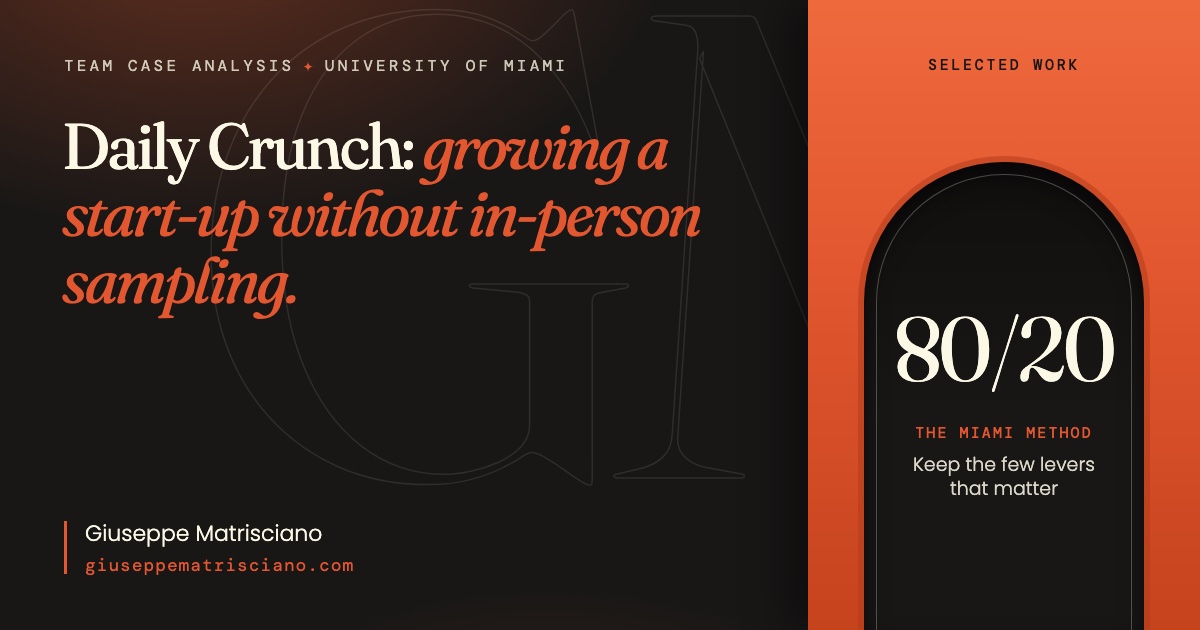 TEAM CASE ANALYSIS ✦ UNIVERSITY OF MIAMI
Daily Crunch: growing a
start-up without in-person
sampling.
Giuseppe Matrisciano
giuseppematrisciano.com
SELECTED WORK
80/20
THE MIAMI METHOD
Keep the few levers
that matter
GM